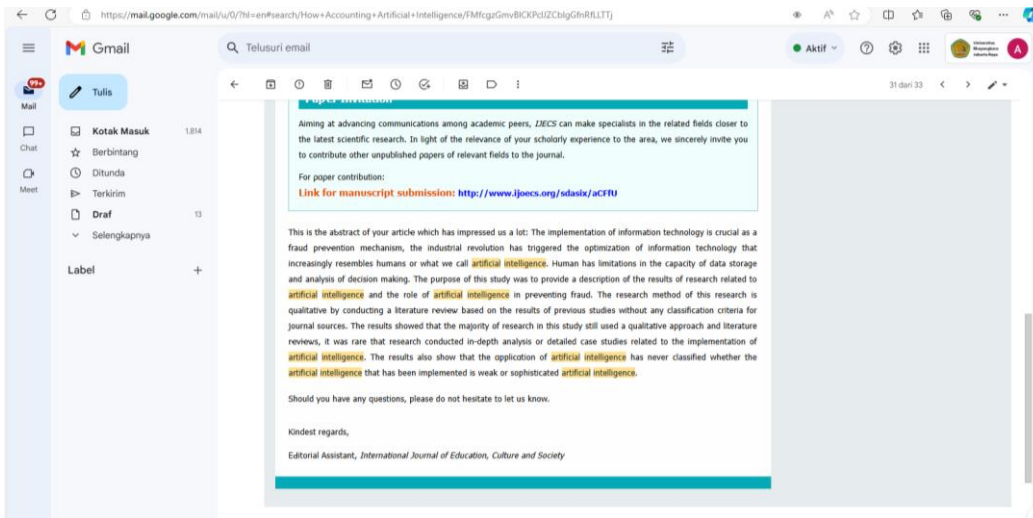 https://mail.google.com/mail/u/0/?hl=en#search/How+Accounting+Artificial+Intelligence/FMfcgzGmvBlCKPclJZCblgGfnRfLLTTj
Gmail
Telusuri email
Aktif
A
99+
Mail
Chat
Meet
Tulis
31 dari 33
Kotak Masuk 1.814
Berbintang
Ditunda
Terkirim
Draf 13
Selengkapnya
Label
Paper Invitation
Aiming at advancing communications among academic peers, IJECS can make specialists in the related fields closer to
the latest scientific research. In light of the relevance of your scholarly experience to the area, we sincerely invite you
to contribute other unpublished papers of relevant fields to the journal.
For paper contribution:
Link for manuscript submission: http://www.ijoecs.org/sdasix/aCFfU
This is the abstract of your article which has impressed us a lot: The implementation of information technology is crucial as a
fraud prevention mechanism, the industrial revolution has triggered the optimization of information technology that
increasingly resembles humans or what we call artificial intelligence. Human has limitations in the capacity of data storage
and analysis of decision making. The purpose of this study was to provide a description of the results of research related to
artificial intelligence and the role of artificial intelligence in preventing fraud. The research method of this research is
qualitative by conducting a literature review based on the results of previous studies without any classification criteria for
journal sources. The results showed that the majority of research in this study still used a qualitative approach and literature
reviews, it was rare that research conducted in-depth analysis or detailed case studies related to the implementation of
artificial intelligence. The results also show that the application of artificial intelligence has never classified whether the
artificial intelligence that has been implemented is weak or sophisticated artificial intelligence.
Should you have any questions, please do not hesitate to let us know.
Kindest regards,
Editorial Assistant, International Journal of Education, Culture and Society